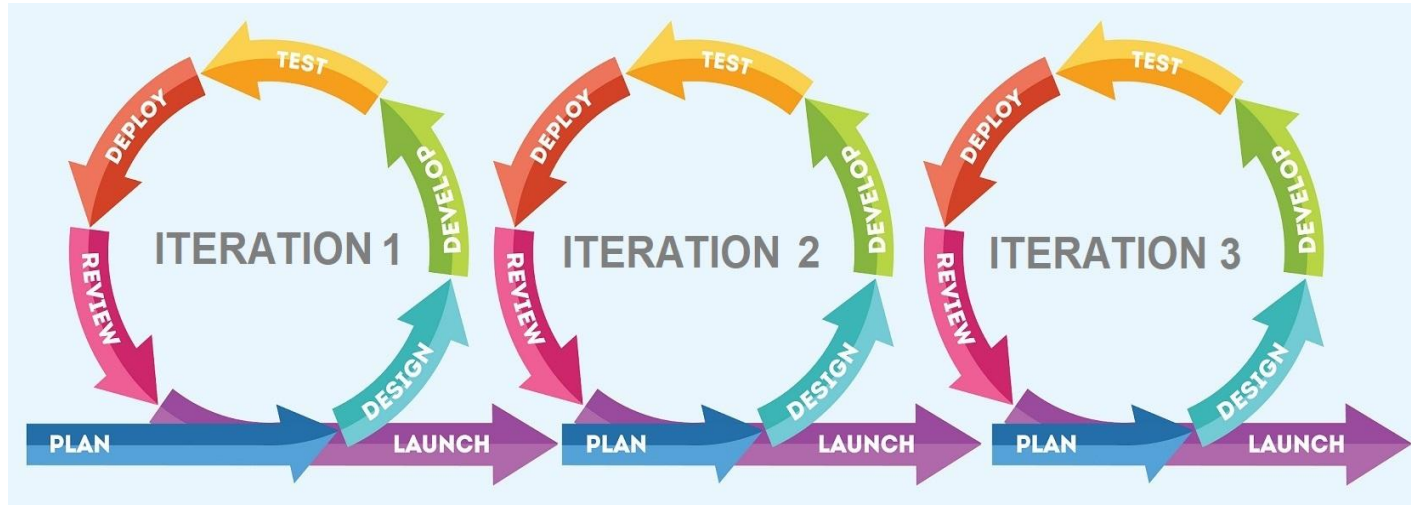 TEST
DEPLOY
DEVELOP
ITERATION 1
REVIEW
DESIGN
PLAN
LAUNCH
TEST
DEPLOY
DEVELOP
ITERATION 2
REVIEW
DESIGN
PLAN
LAUNCH
TEST
DEPLOY
DEVELOP
ITERATION 3
REVIEW
DESIGN
PLAN
LAUNCH